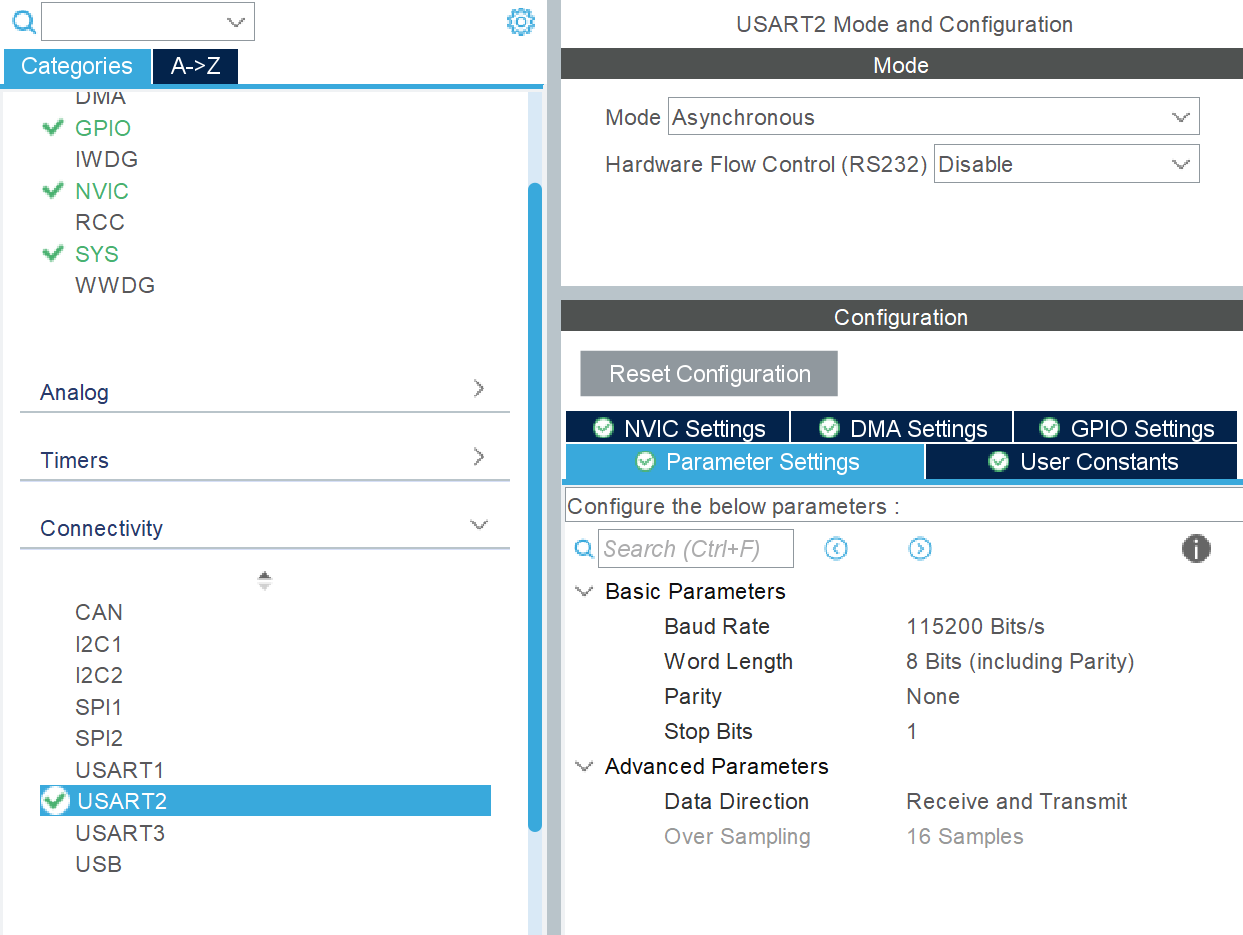 Categories A->Z
DMA
GPIO
IWDG
NVIC
RCC
SYS
WWDG
Analog
Timers
Connectivity
CAN
I2C1
I2C2
SPI1
SPI2
USART1
USART2
USART3
USB
USART2 Mode and Configuration
Mode
Mode Asynchronous
Hardware Flow Control (RS232) Disable
Configuration
Reset Configuration
NVIC Settings DMA Settings GPIO Settings
Parameter Settings User Constants
Configure the below parameters :
Search (Ctrl+F)
Basic Parameters
Baud Rate 115200 Bits/s
Word Length 8 Bits (including Parity)
Parity None
Stop Bits 1
Advanced Parameters
Data Direction Receive and Transmit
Over Sampling 16 Samples